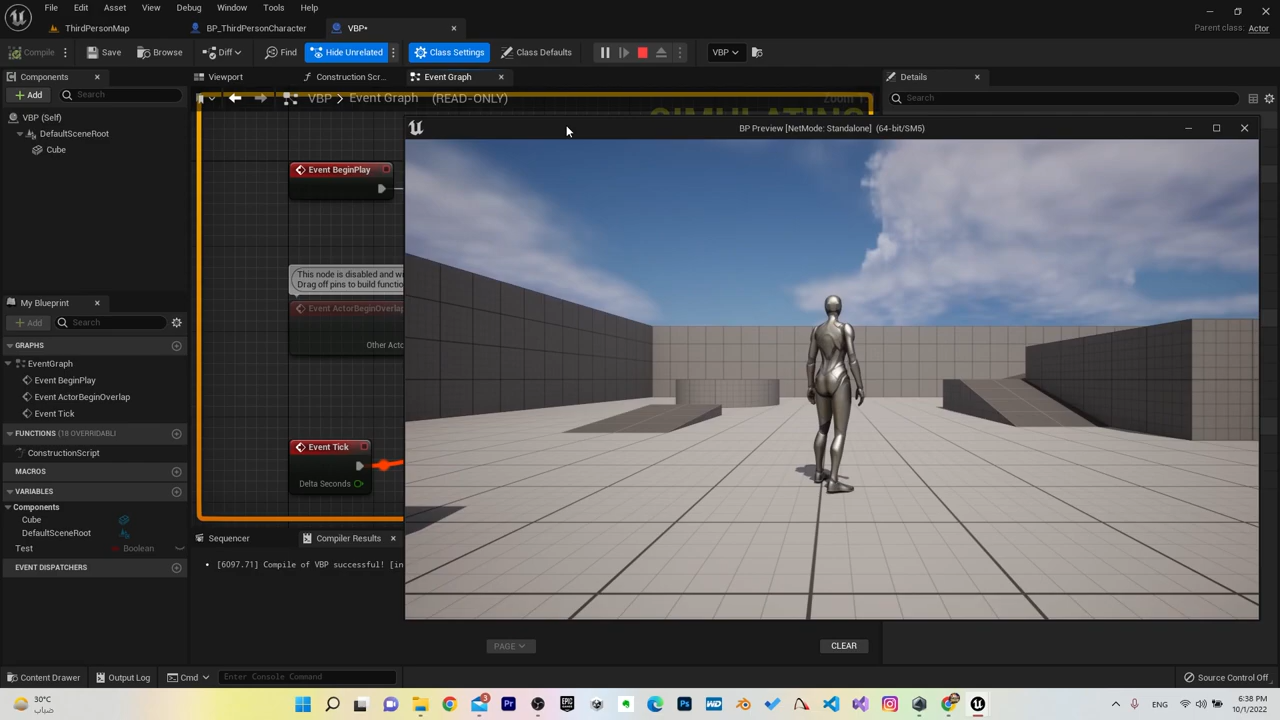 File Edit Asset View Debug Window Tools Help
ThirdPersonMap
BP_ThirdPersonCharacter
VBP*
Parent class: Actor
Compile
Save
Browse
Diff
Find
Hide Unrelated
Class Settings
Class Defaults
VBP
Components
Viewport
Construction Scr...
Event Graph
Details
Add
Search
VBP > Event Graph (READ-ONLY)
Search
SIMULATING
VBP (Self)
DefaultSceneRoot
Cube
BP Preview [NetMode: Standalone] (64-bit/SM5)
Event BeginPlay
This node is disabled and w
Drag off pins to build functio
Event ActorBeginOverlap
Other Acto
Event Tick
Delta Seconds
My Blueprint
Add
Search
GRAPHS
EventGraph
Event BeginPlay
Event ActorBeginOverlap
Event Tick
FUNCTIONS (18 OVERRIDABLI
ConstructionScript
MACROS
VARIABLES
Components
Cube
DefaultSceneRoot
Test Boolean
EVENT DISPATCHERS
Sequencer
Compiler Results
[6097.71] Compile of VBP successful! [in
PAGE
CLEAR
Content Drawer
Output Log
Cmd
Enter Console Command
Source Control Off
30°C
ضباب
3
ENG
6:38 PM
10/1/2022